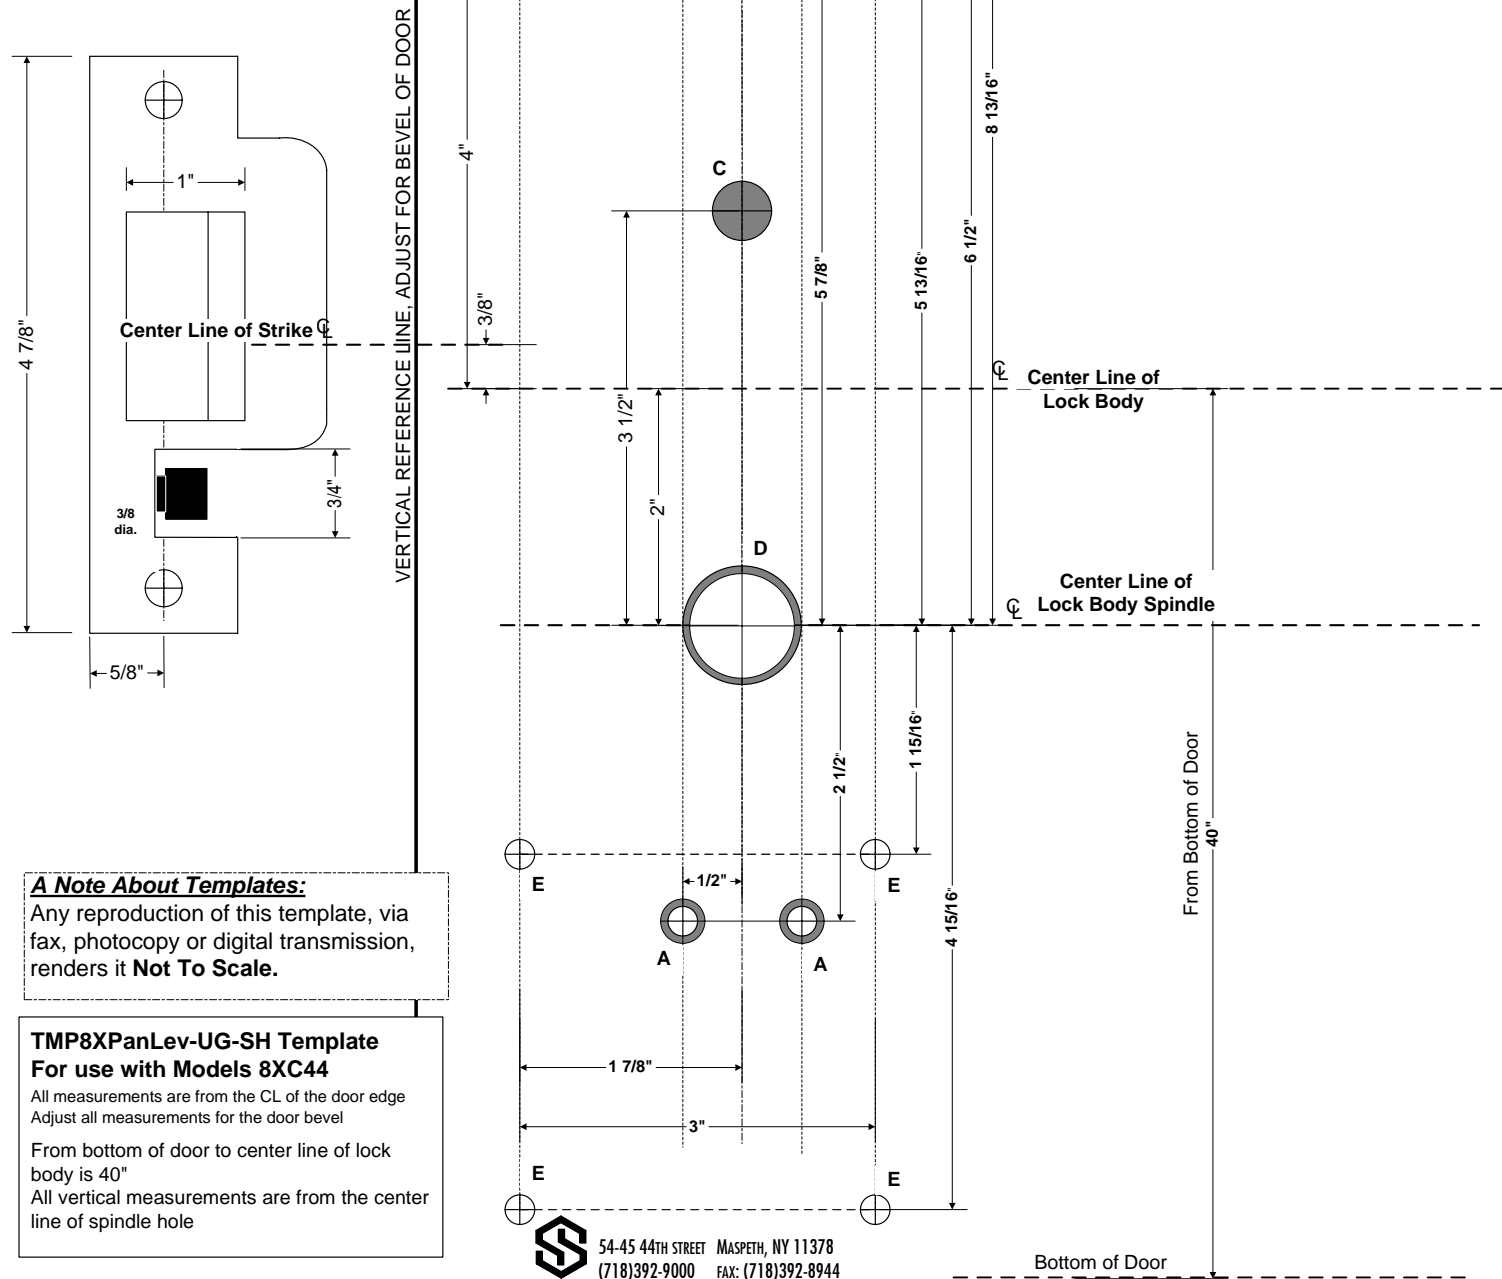 VERTICAL REFERENCE LINE, ADJUST FOR BEVEL OF DOOR
4"
8 13/16"
C
1"
6 1/2"
5 7/8"
5 13/16"
3/8"
4 7/8"
Center Line of Strike ℄
℄ Center Line of
Lock Body
3 1/2"
2"
3/4"
3/8
dia.
D
Center Line of
℄ Lock Body Spindle
5/8"
1 15/16"
2 1/2"
From Bottom of Door
40"
E
E
1/2"
4 15/16"
A
A
A Note About Templates:
Any reproduction of this template, via
fax, photocopy or digital transmission,
renders it Not To Scale.
TMP8XPanLev-UG-SH Template
For use with Models 8XC44
All measurements are from the CL of the door edge
Adjust all measurements for the door bevel
From bottom of door to center line of lock
body is 40"
All vertical measurements are from the center
line of spindle hole
1 7/8"
3"
E
E
54-45 44TH STREET MASPETH, NY 11378
(718)392-9000 FAX: (718)392-8944
Bottom of Door